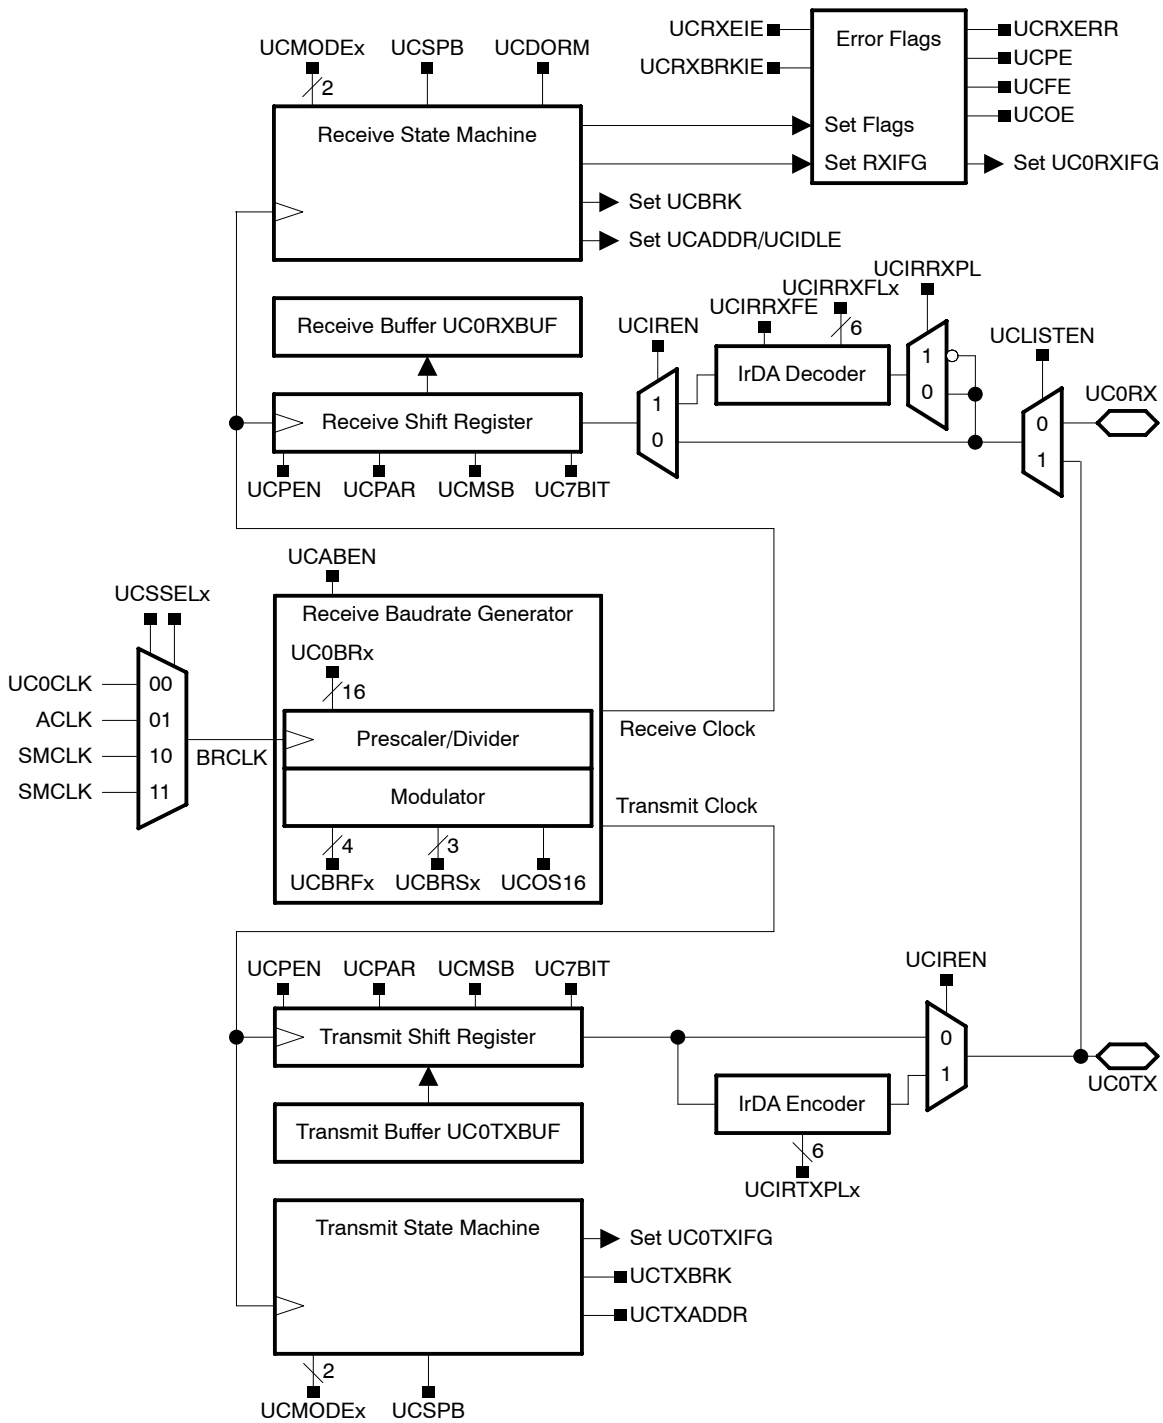 UCRXEIE
Error Flags
UCRXERR
UCMODEx
UCSPB
UCDORM
UCRXBRKIE
UCPE
2
UCFE
UCOE
Receive State Machine
Set Flags
Set RXIFG
Set UC0RXIFG
Set UCBRK
Set UCADDR/UCIDLE
UCIRRXPL
UCIRRXFLx
UCIRRXFE
6
Receive Buffer UC0RXBUF
UCIREN
UCLISTEN
IrDA Decoder
1
0
UC0RX
1
0
Receive Shift Register
0
1
UCPEN
UCPAR
UCMSB
UC7BIT
UCABEN
UCSSELx
Receive Baudrate Generator
UC0BRx
16
UC0CLK
00
ACLK
01
SMCLK
10
SMCLK
11
BRCLK
Prescaler/Divider
Receive Clock
Modulator
Transmit Clock
4
3
UCBRFx
UCBRSx
UCOS16
UCPEN
UCPAR
UCMSB
UC7BIT
UCIREN
Transmit Shift Register
0
1
UC0TX
IrDA Encoder
Transmit Buffer UC0TXBUF
6
UCIRTXPLx
Transmit State Machine
Set UC0TXIFG
UCTXBRK
UCTXADDR
2
UCMODEx
UCSPB